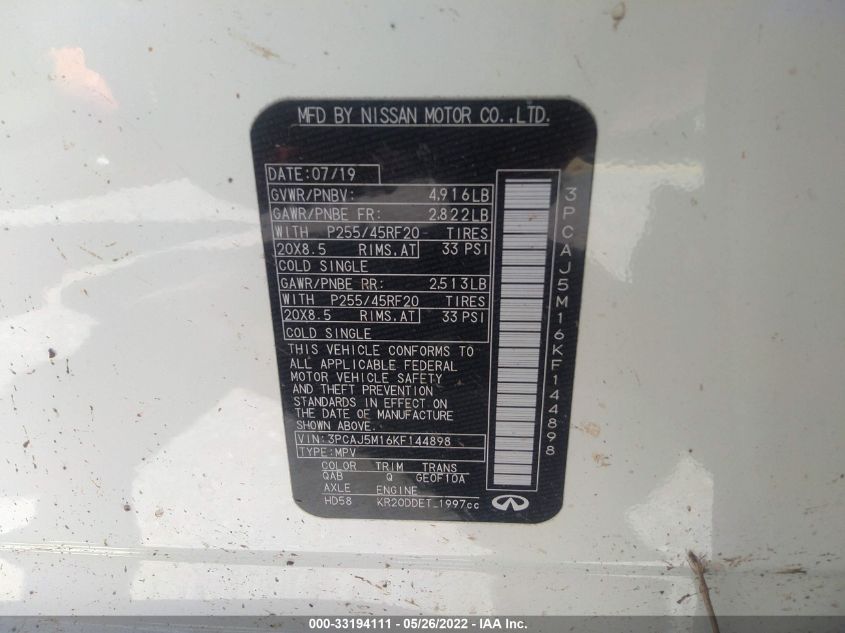 MFD BY NISSAN MOTOR CO.,LTD.
DATE:07/19
GVWR/PNBV: 4,916LB
GAWR/PNBE FR: 2,822LB
WITH P255/45RF20 TIRES
20X8.5 RIMS,AT 33 PSI
COLD SINGLE
GAWR/PNBE RR: 2,513LB
WITH P255/45RF20 TIRES
20X8.5 RIMS,AT 33 PSI
COLD SINGLE
THIS VEHICLE CONFORMS TO
ALL APPLICABLE FEDERAL
MOTOR VEHICLE SAFETY
AND THEFT PREVENTION
STANDARDS IN EFFECT ON
THE DATE OF MANUFACTURE
SHOWN ABOVE.
VIN:3PCAJ5M16KF144898
TYPE:MPV
COLOR TRIM TRANS
QAB Q GE0F10A
AXLE ENGINE
HD58 KR20DDET 1997cc
3PCAJ5M16KF144898
000-33194111 - 05/26/2022 - IAA Inc.